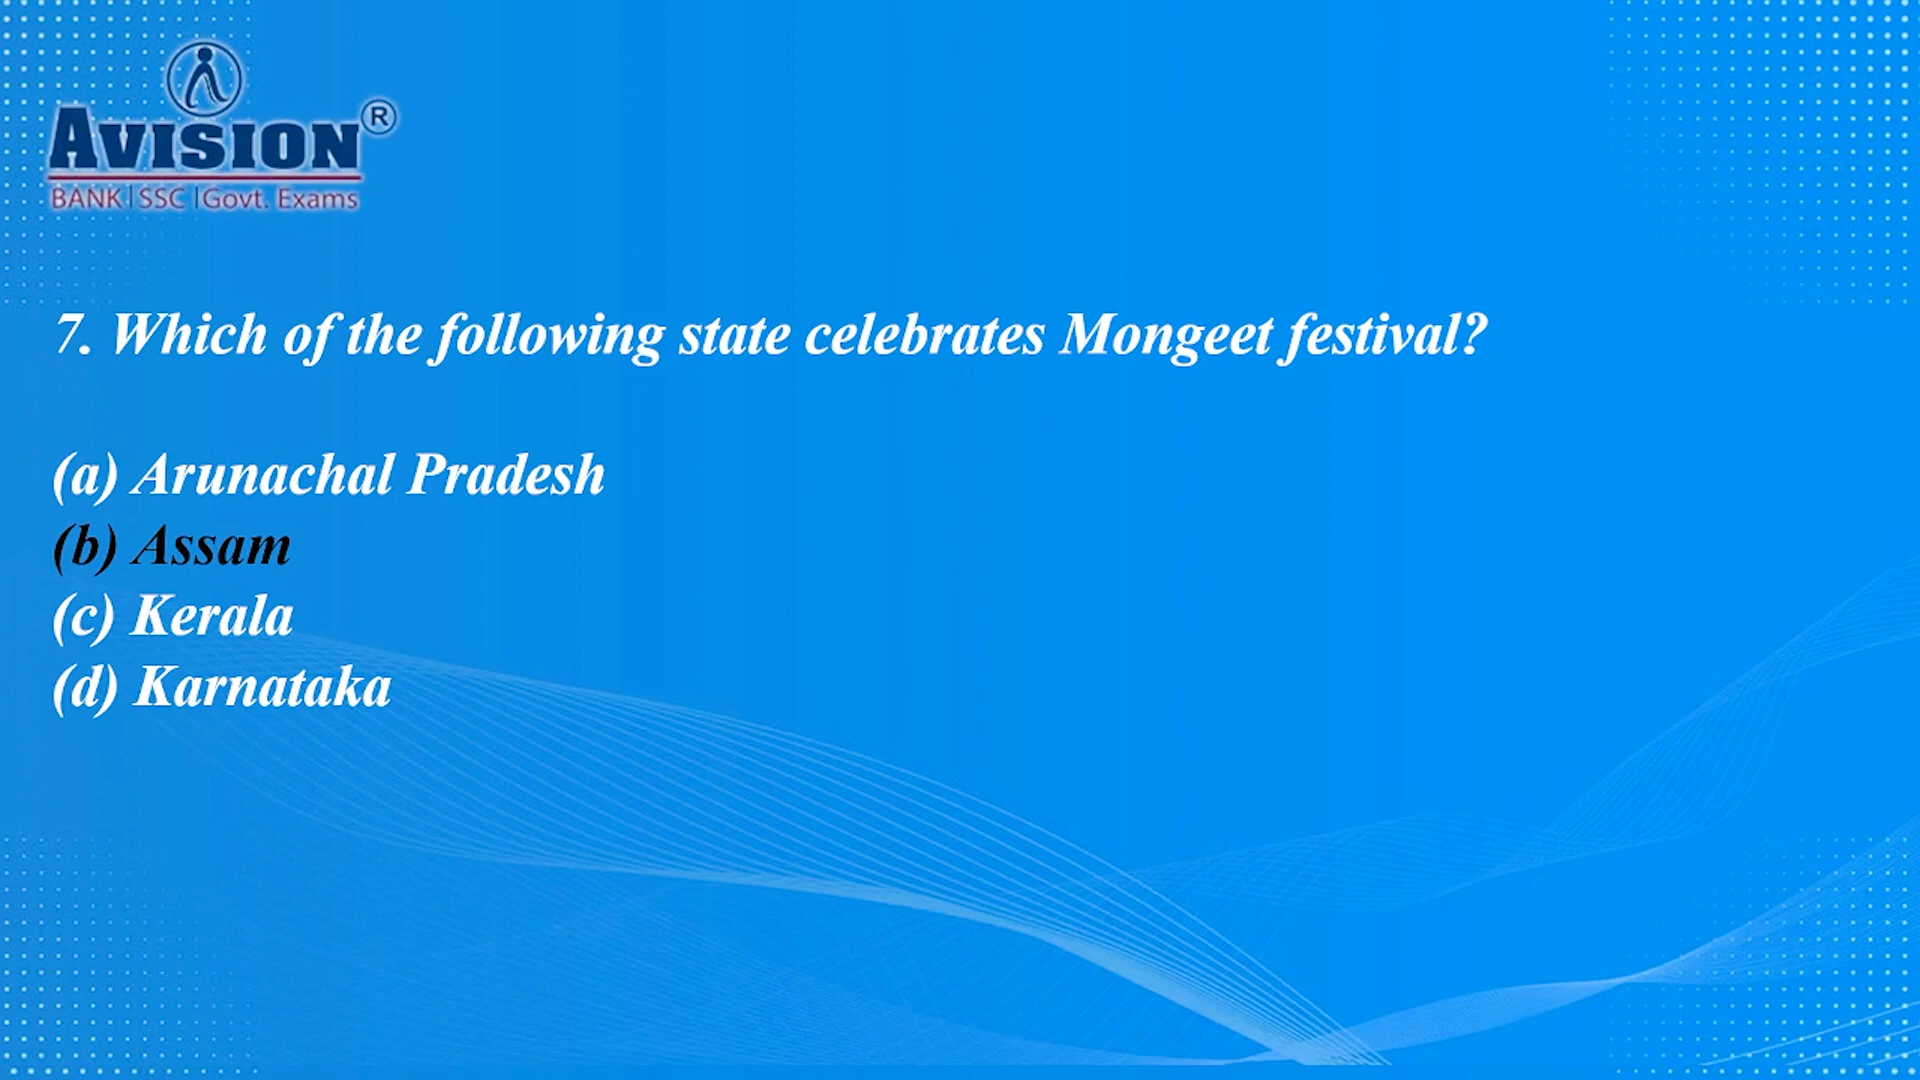 AVISION®
BANK | SSC | Govt. Exams
7. Which of the following state celebrates Mongeet festival?
(a) Arunachal Pradesh
(b) Assam
(c) Kerala
(d) Karnataka